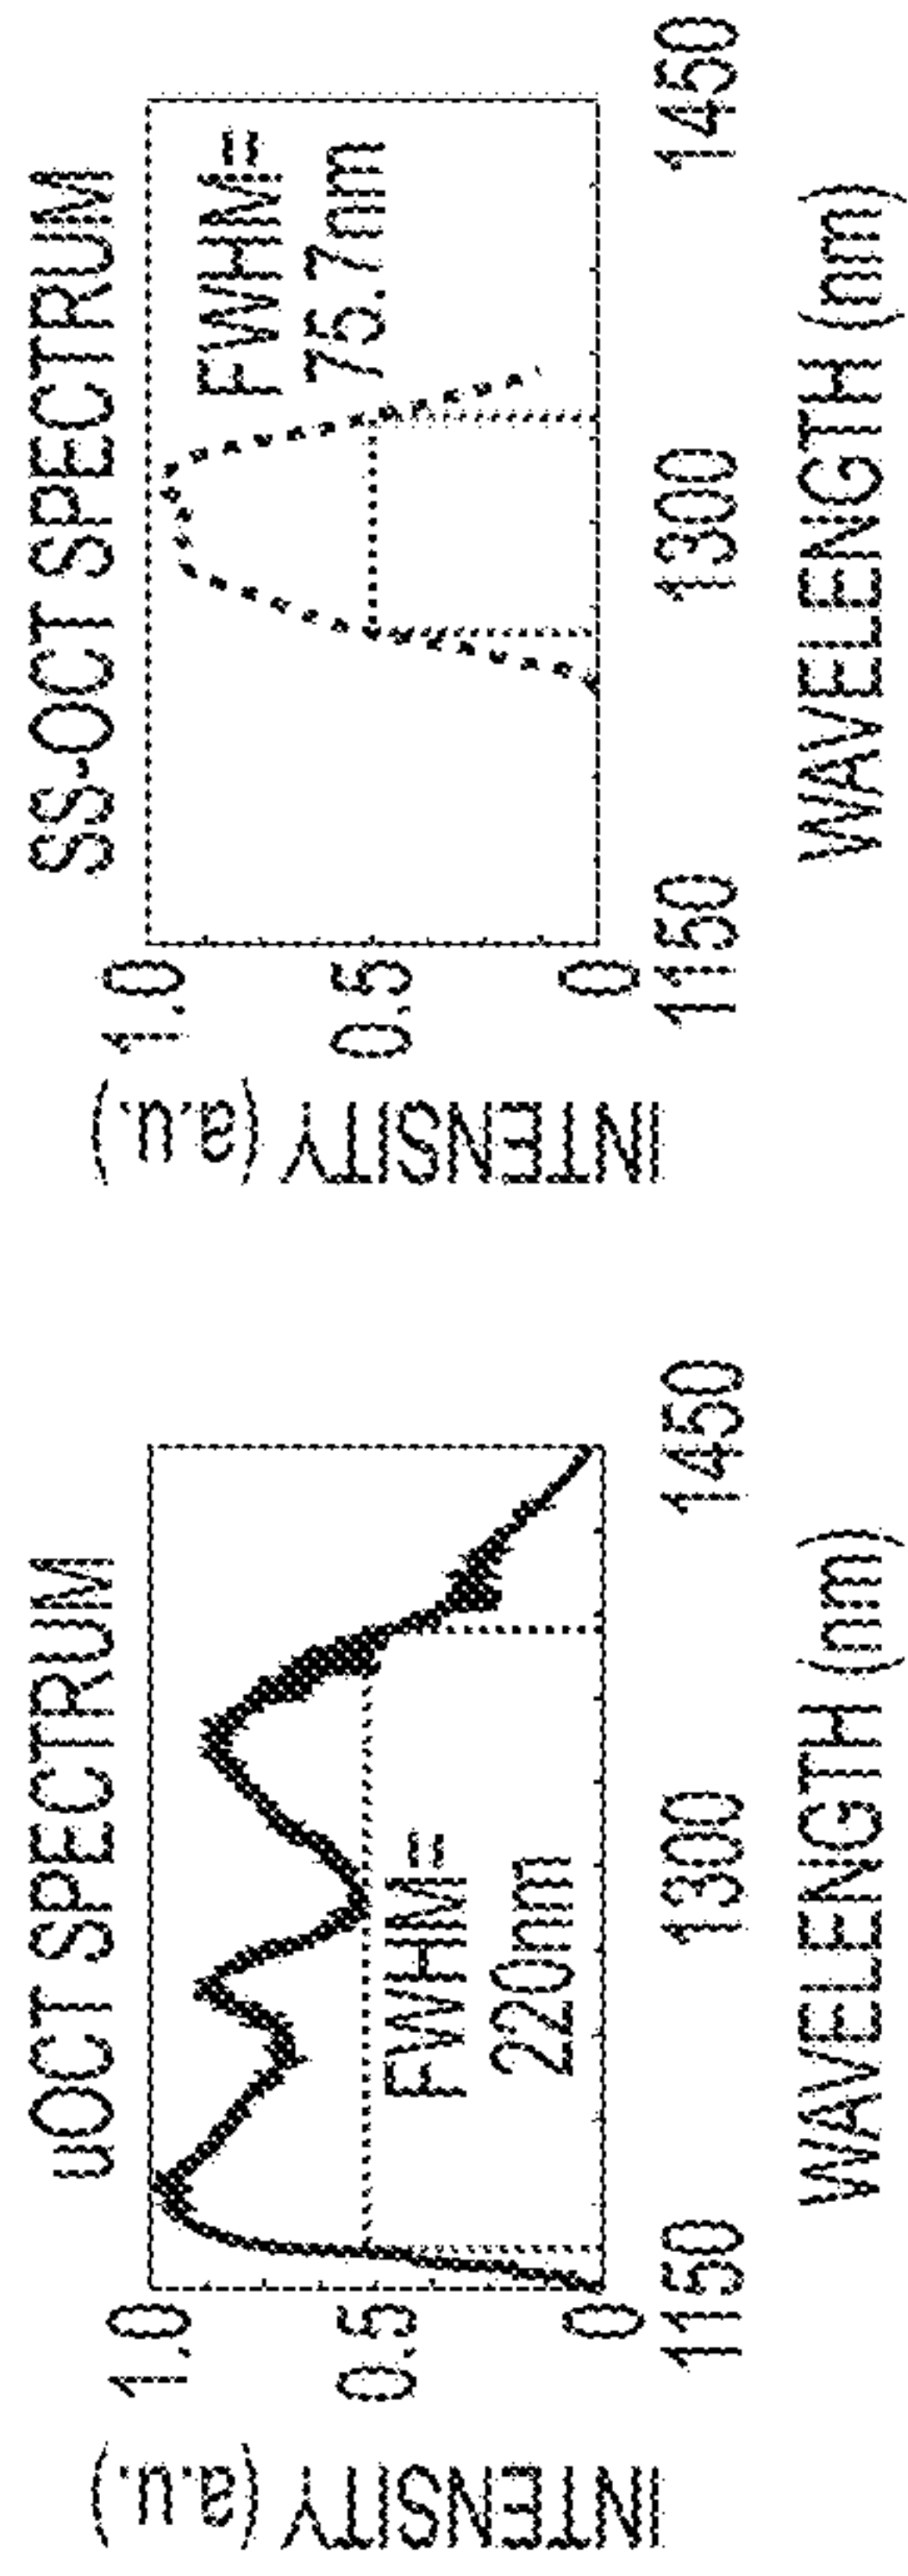 uOCT SPECTRUM
INTENSITY (a.u.)
1.0
0.5
0
FWHM=
220nm
1150
1300
1450
WAVELENGTH (nm)
SS-OCT SPECTRUM
INTENSITY (a.u.)
1.0
0.5
0
FWHM=
75.7nm
1150
1300
1450
WAVELENGTH (nm)